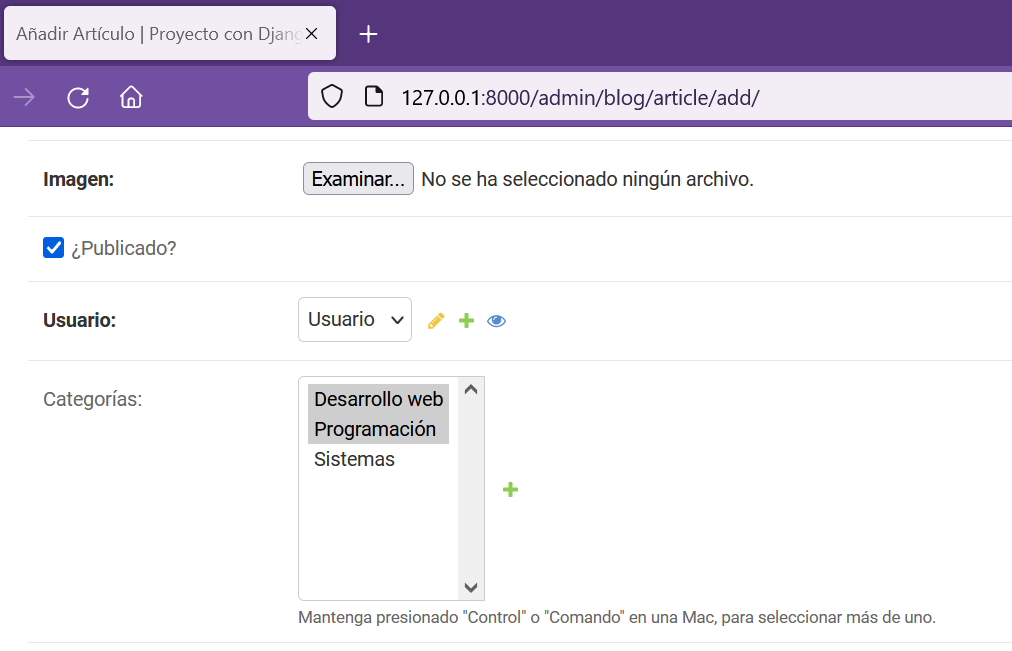 Añadir Artículo | Proyecto con Djang
127.0.0.1:8000/admin/blog/article/add/
Imagen: Examinar... No se ha seleccionado ningún archivo.
¿Publicado?
Usuario: Usuario
Categorías: Desarrollo web
Programación
Sistemas
Mantenga presionado "Control" o "Comando" en una Mac, para seleccionar más de uno.